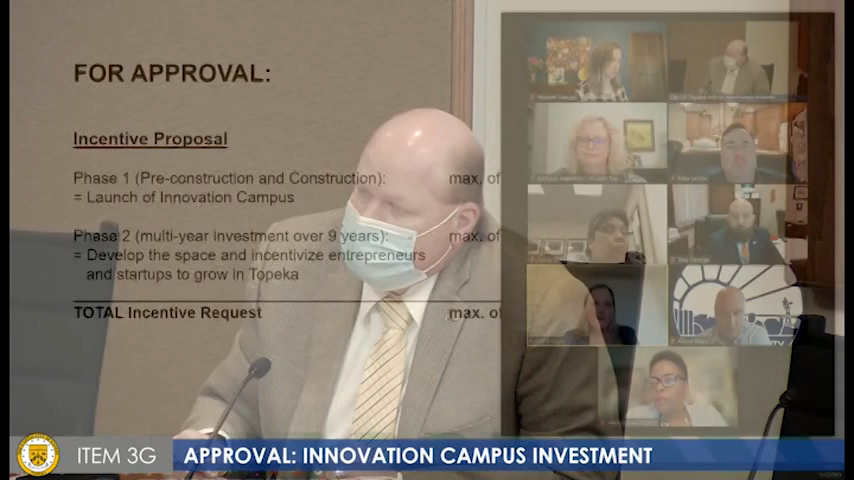 FOR APPROVAL:
Incentive Proposal
Phase 1 (Pre-construction and Construction): max. of
= Launch of Innovation Campus
Phase 2 (multi-year investment over 9 years): max. of
= Develop the space and incentivize entrepreneurs
and startups to grow in Topeka
TOTAL Incentive Request max. of
ITEM 3G APPROVAL: INNOVATION CAMPUS INVESTMENT